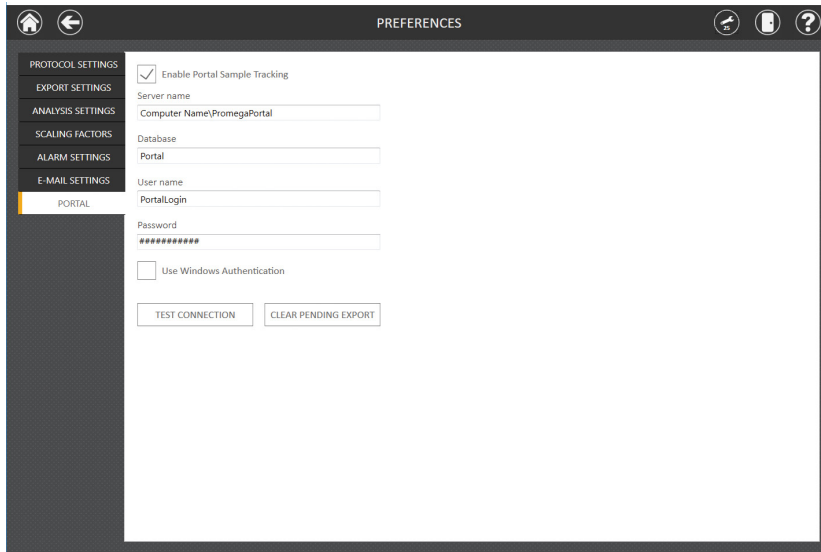 PREFERENCES
25
PROTOCOL SETTINGS
EXPORT SETTINGS
ANALYSIS SETTINGS
SCALING FACTORS
ALARM SETTINGS
E-MAIL SETTINGS
PORTAL
Enable Portal Sample Tracking
Server name
Computer Name\PromegaPortal
Database
Portal
User name
PortalLogin
Password
###########
Use Windows Authentication
TEST CONNECTION
CLEAR PENDING EXPORT